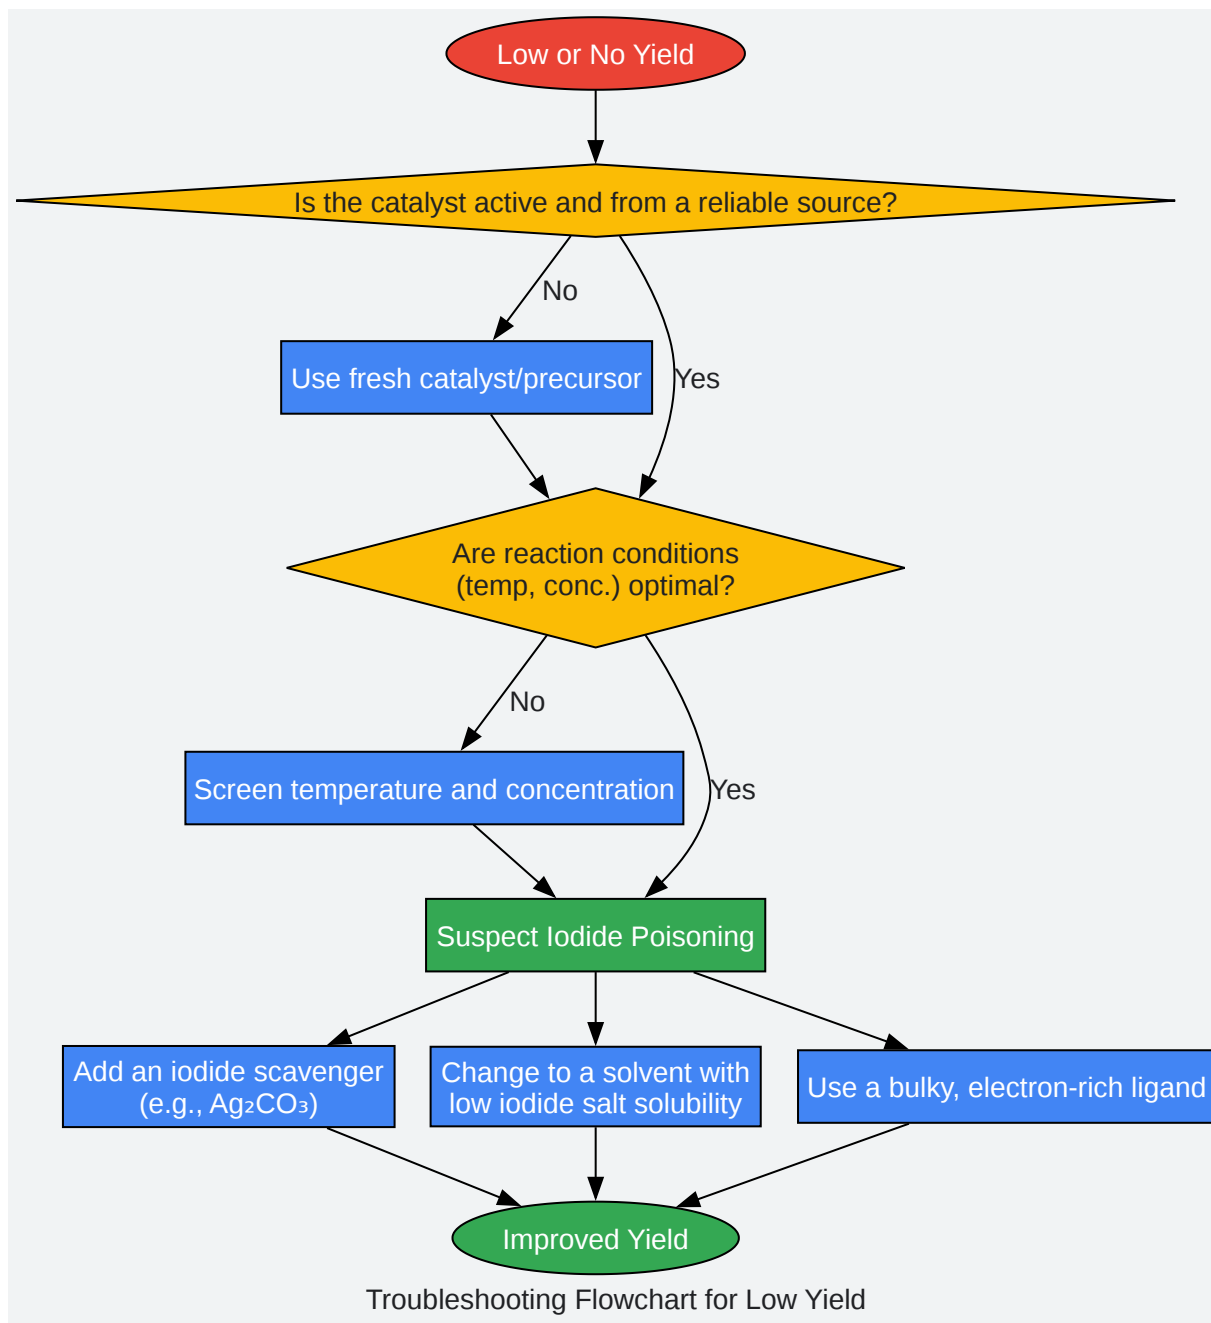 Low or No Yield
Is the catalyst active and from a reliable source?
No
Use fresh catalyst/precursor
Yes
Are reaction conditions
(temp, conc.) optimal?
No
Screen temperature and concentration
Yes
Suspect Iodide Poisoning
Add an iodide scavenger
(e.g., Ag₂CO₃)
Change to a solvent with
low iodide salt solubility
Use a bulky, electron-rich ligand
Improved Yield
Troubleshooting Flowchart for Low Yield